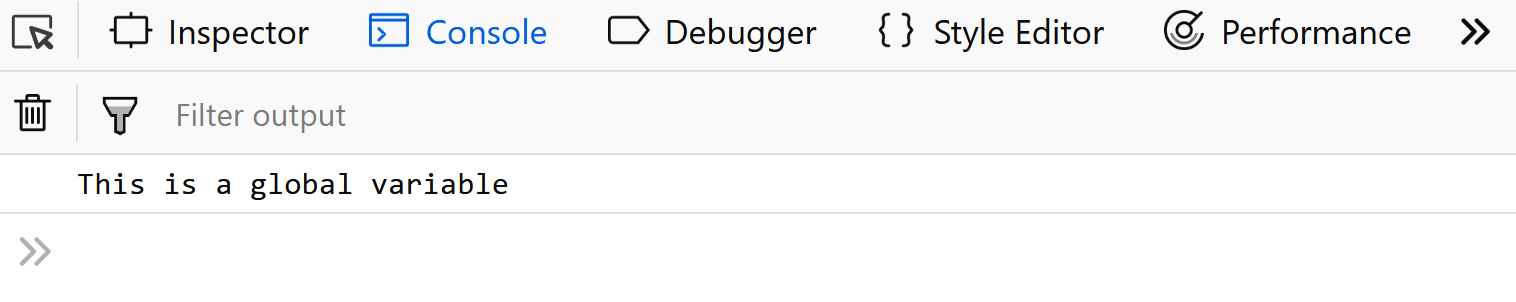 Inspector Console Debugger Style Editor Performance
Filter output
This is a global variable